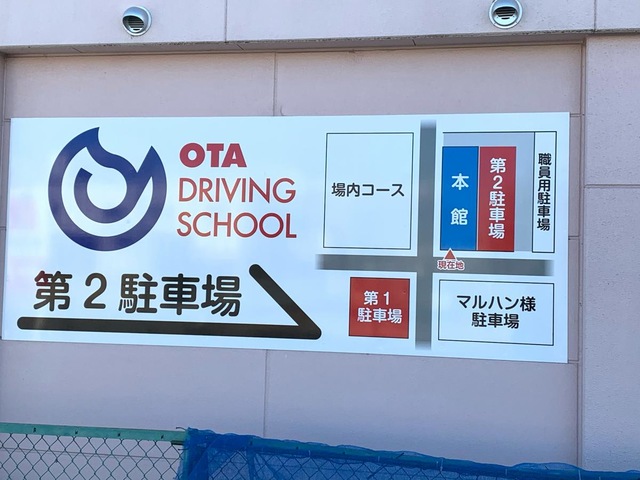 OTA
DRIVING
SCHOOL
第2駐車場
場内コース
本館
第2駐車場
職員用駐車場
現在地
第1
駐車場
マルハン様
駐車場